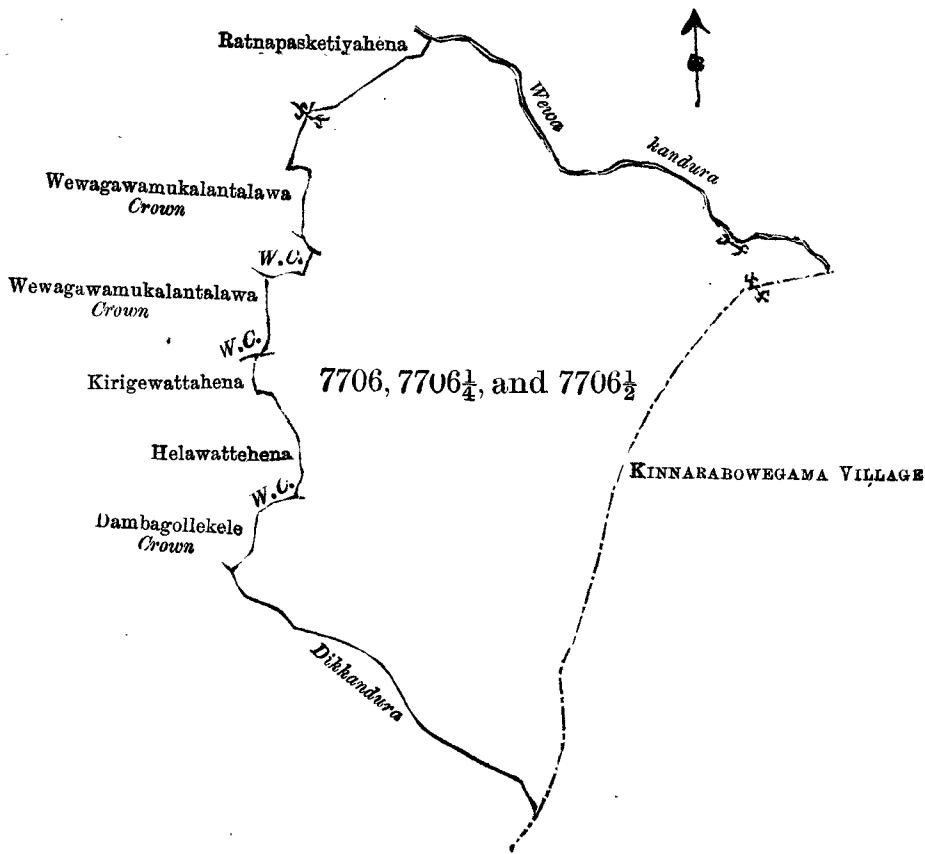 Ratnapasketiyahena
Wewa
kandura
Wewagawamukalantalawa
Crown
W.C.
Wewagawamukalantalawa
Crown
W.C.
Kirigewattahena
7706, 7706¼, and 7706½
Helawattehena
KINNARABOWEGAMA VILLAGE
W.C.
Dambagollekele
Crown
Dikkandura